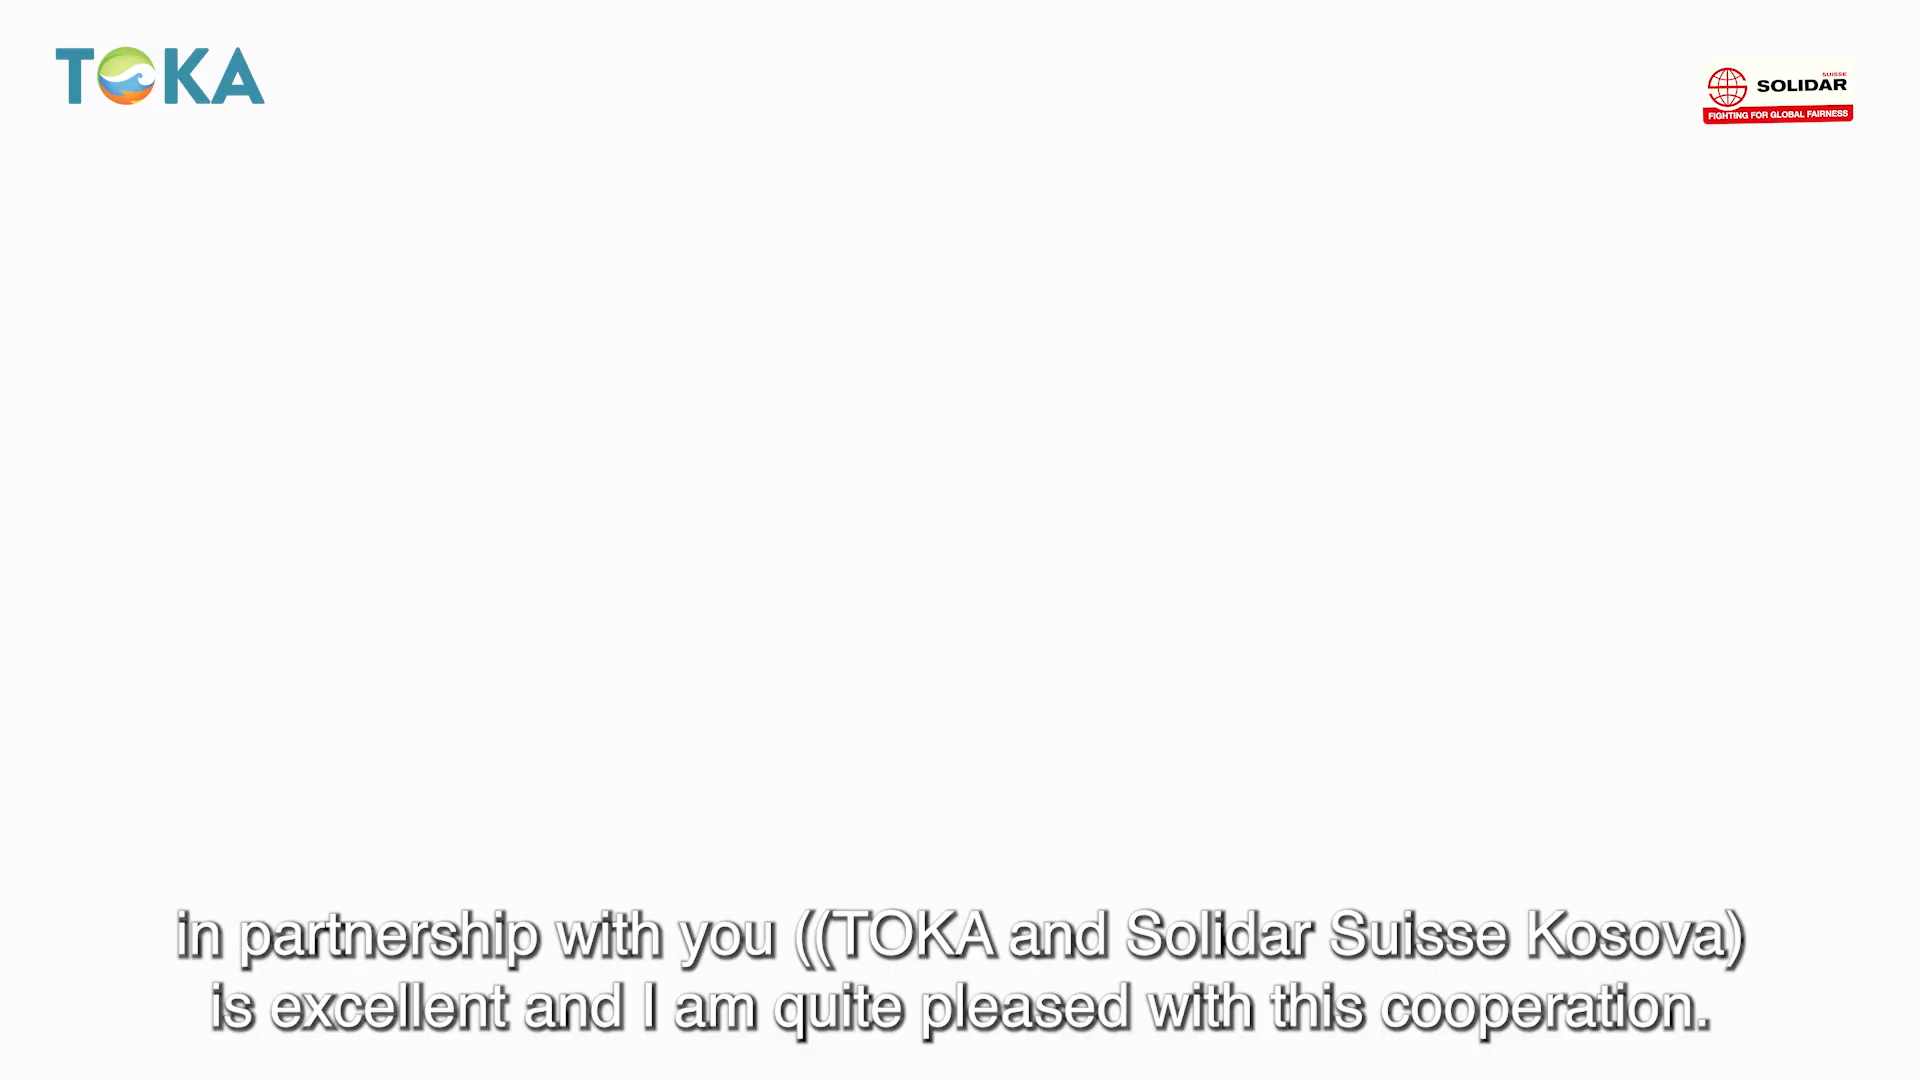 TOKA
SUISSE
SOLIDAR
FIGHTING FOR GLOBAL FAIRNESS
in partnership with you ((TOKA and Solidar Suisse Kosova)
is excellent and I am quite pleased with this cooperation.